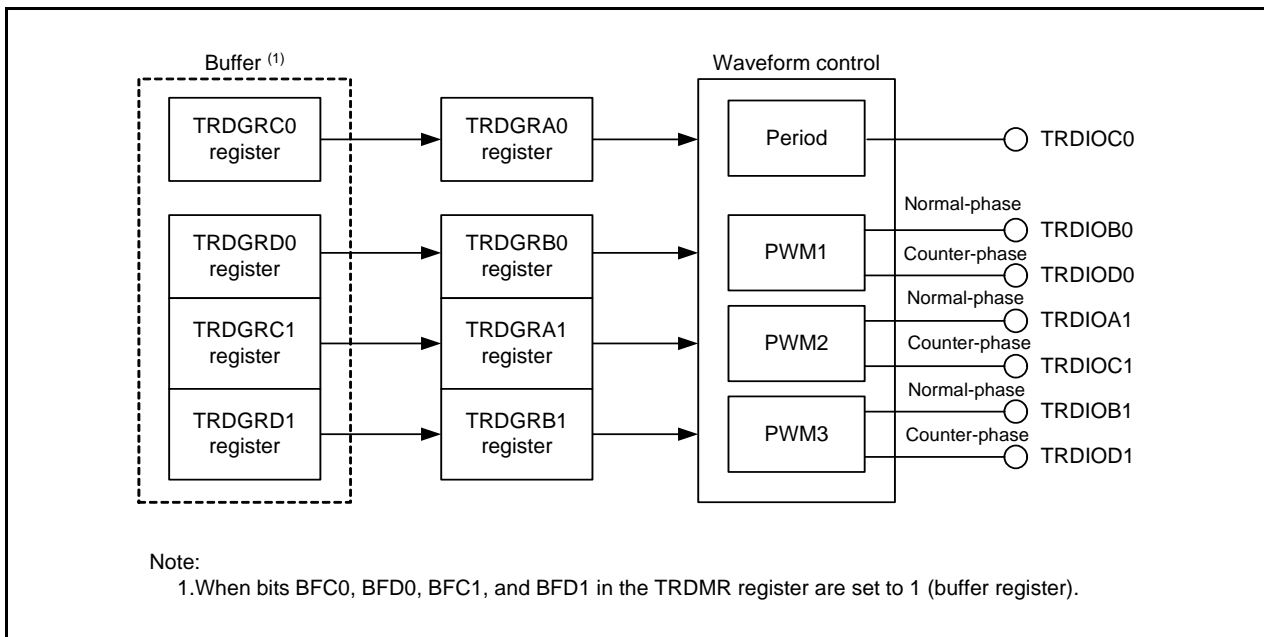 Buffer (1)
Waveform control
TRDGRC0
register
TRDGRA0
register
Period
TRDIOC0
TRDGRD0
register
TRDGRB0
register
PWM1
Normal-phase
TRDIOB0
Counter-phase
TRDIOD0
TRDGRC1
register
TRDGRA1
register
PWM2
Normal-phase
TRDIOA1
Counter-phase
TRDIOC1
TRDGRD1
register
TRDGRB1
register
PWM3
Normal-phase
TRDIOB1
Counter-phase
TRDIOD1
Note:
1.When bits BFC0, BFD0, BFC1, and BFD1 in the TRDMR register are set to 1 (buffer register).